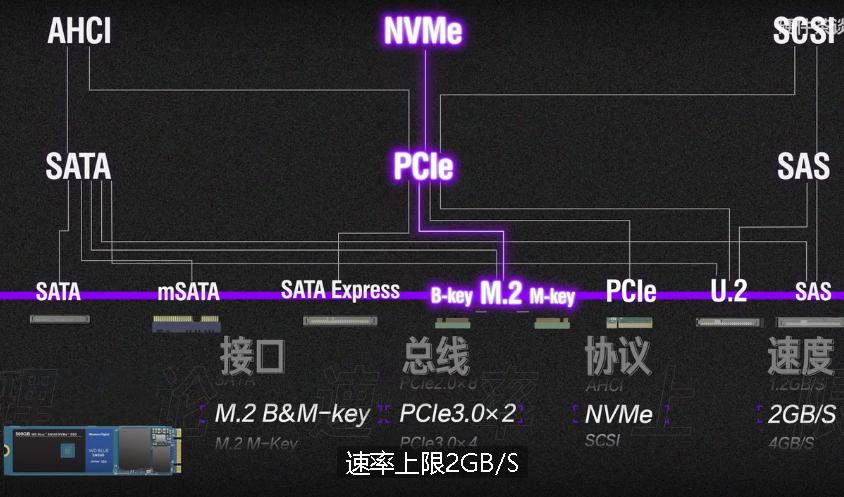 AHCI
NVMe
SCSI
SATA
PCIe
SAS
SATA
mSATA
SATA Express
B-key M.2 M-key
PCIe
U.2
SAS
接口
总线
协议
速度
SATA
PCIe2.0×8
AHCI
1.2GB/S
M.2 B&M-key
PCIe3.0×2
NVMe
2GB/S
M.2 M-Key
PCIe3.0×4
SCSI
4GB/S
速率上限2GB/S